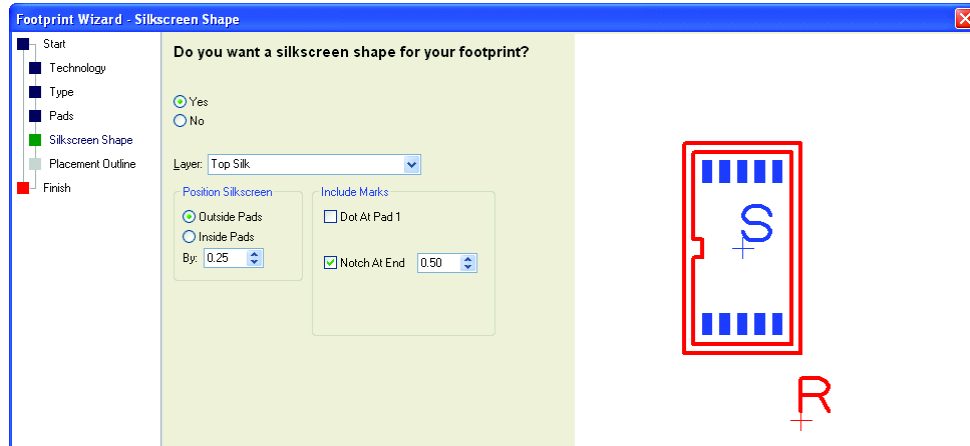 Footprint Wizard - Silkscreen Shape
Start
Technology
Type
Pads
Silkscreen Shape
Placement Outline
Finish
Do you want a silkscreen shape for your footprint?
Yes
No
Layer: Top Silk
Position Silkscreen
Outside Pads
Inside Pads
By: 0.25
Include Marks
Dot At Pad 1
Notch At End 0.50
S
R